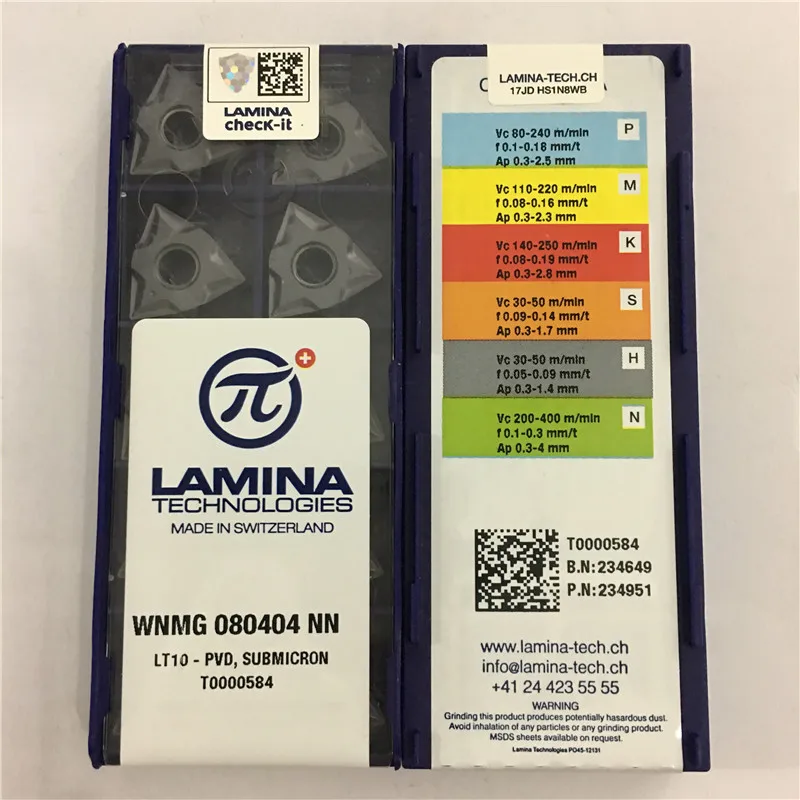 LAMINA
check-it
π
LAMINA
TECHNOLOGIES
MADE IN SWITZERLAND
WNMG 080404 NN
LT10 - PVD, SUBMICRON
T0000584
LAMINA-TECH.CH
17JD HS1N8WB
Vc 80-240 m/min
f 0.1-0.18 mm/t
Ap 0.3-2.5 mm
P
Vc 110-220 m/min
f 0.08-0.16 mm/t
Ap 0.3-2.3 mm
M
Vc 140-250 m/min
f 0.08-0.19 mm/t
Ap 0.3-2.8 mm
K
Vc 30-50 m/min
f 0.09-0.14 mm/t
Ap 0.3-1.7 mm
S
Vc 30-50 m/min
f 0.05-0.09 mm/t
Ap 0.3-1.4 mm
H
Vc 200-400 m/min
f 0.1-0.3 mm/t
Ap 0.3-4 mm
N
T0000584
B.N:234649
P.N:234951
www.lamina-tech.ch
info@lamina-tech.ch
+41 24 423 55 55
WARNING
Grinding this product produces potentially hazardous dust.
Avoid inhalation of any particles or any grinding product.
MSDS sheets available on request.
Lamina Technologies PO45-12131